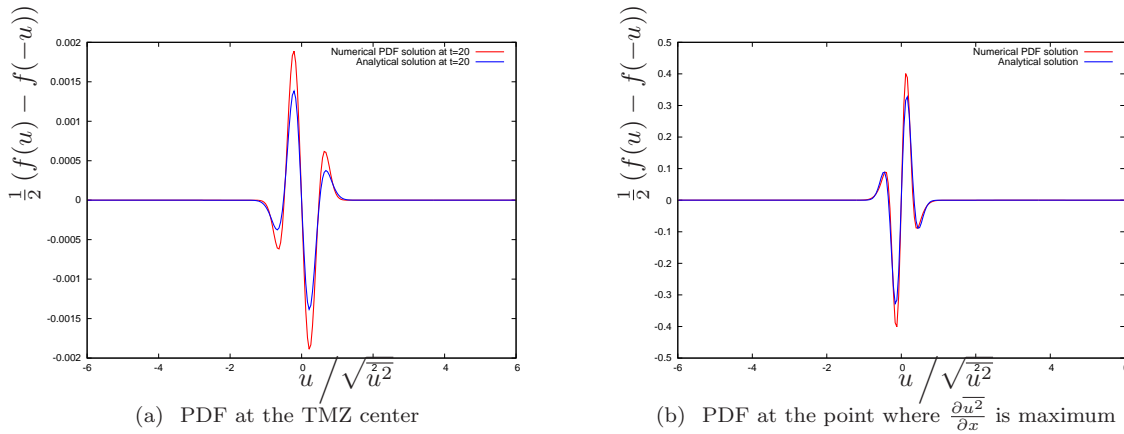 ½ (f(u) − f(−u))
0.002
0.0015
0.001
0.0005
0
-0.0005
-0.001
-0.0015
-0.002
-6 -4 -2 0 2 4 6
Numerical PDF solution at t=20
Analytical solution at t=20
u / √u̅²̅
(a) PDF at the TMZ center
½ (f(u) − f(−u))
0.5
0.4
0.3
0.2
0.1
0
-0.1
-0.2
-0.3
-0.4
-0.5
-6 -4 -2 0 2 4 6
Numerical PDF solution
Analytical solution
u / √u̅²̅
(b) PDF at the point where ∂u̅²̅/∂x is maximum